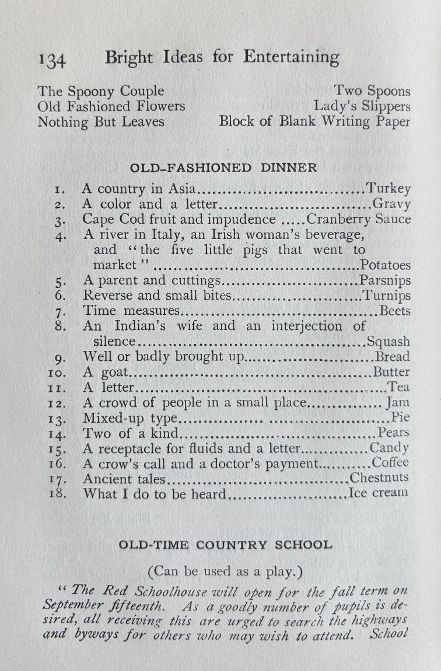 134 Bright Ideas for Entertaining
The Spoony Couple Two Spoons
Old Fashioned Flowers Lady's Slippers
Nothing But Leaves Block of Blank Writing Paper
OLD-FASHIONED DINNER
1. A country in Asia..............................Turkey
2. A color and a letter..........................Gravy
3. Cape Cod fruit and impudence .....Cranberry Sauce
4. A river in Italy, an Irish woman's beverage,
and "the five little pigs that went to
market" ......................................Potatoes
5. A parent and cuttings.........................Parsnips
6. Reverse and small bites.......................Turnips
7. Time measures.................................Beets
8. An Indian's wife and an interjection of
silence..........................................Squash
9. Well or badly brought up......................Bread
10. A goat.......................................Butter
11. A letter.....................................Tea
12. A crowd of people in a small place............Jam
13. Mixed-up type................................Pie
14. Two of a kind................................Pears
15. A receptacle for fluids and a letter..........Candy
16. A crow's call and a doctor's payment.........Coffee
17. Ancient tales................................Chestnuts
18. What I do to be heard........................Ice cream
OLD-TIME COUNTRY SCHOOL
(Can be used as a play.)
"The Red Schoolhouse will open for the fall term on
September fifteenth. As a goodly number of pupils is de-
sired, all receiving this are urged to search the highways
and byways for others who may wish to attend. School